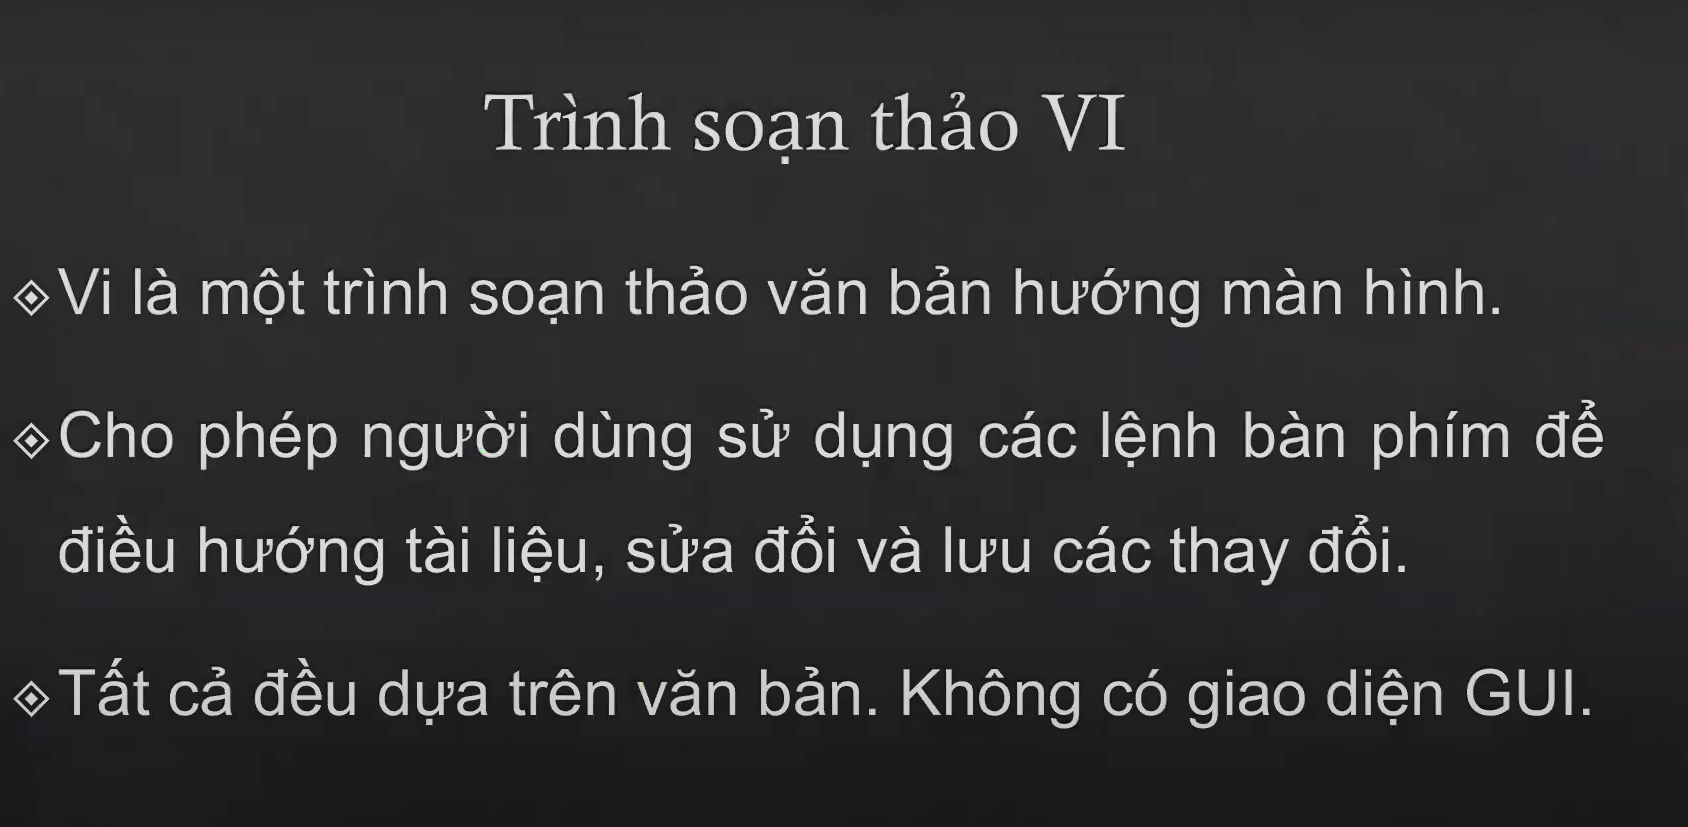 Trình soạn thảo VI
Vi là một trình soạn thảo văn bản hướng màn hình.
Cho phép người dùng sử dụng các lệnh bàn phím để
điều hướng tài liệu, sửa đổi và lưu các thay đổi.
Tất cả đều dựa trên văn bản. Không có giao diện GUI.